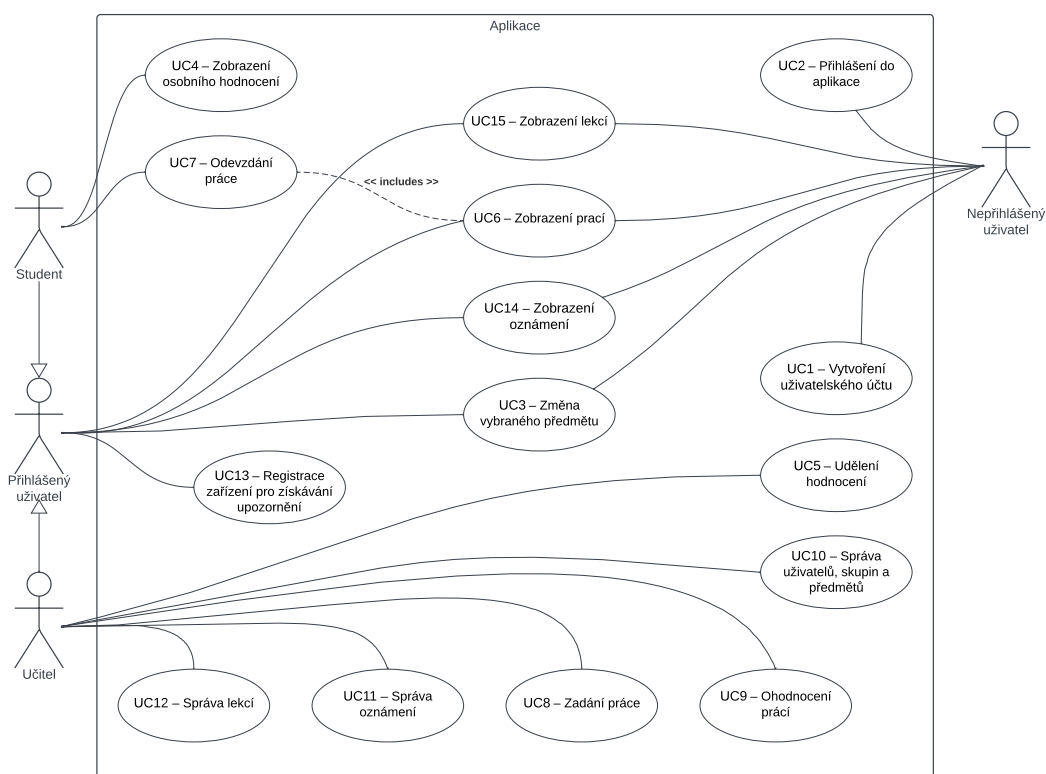 Aplikace
UC4 – Zobrazení
osobního hodnocení
UC2 – Přihlášení do
aplikace
UC15 – Zobrazení lekcí
UC7 – Odevzdání
práce
<< includes >>
UC6 – Zobrazení prací
Nepřihlášený
uživatel
Student
UC14 – Zobrazení
oznámení
UC1 – Vytvoření
uživatelského účtu
UC3 – Změna
vybraného předmětu
Přihlášený
uživatel
UC13 – Registrace
zařízení pro získávání
upozornění
UC5 – Udělení
hodnocení
UC10 – Správa
uživatelů, skupin a
předmětů
Učitel
UC12 – Správa lekcí
UC11 – Správa
oznámení
UC8 – Zadání práce
UC9 – Ohodnocení
prácí